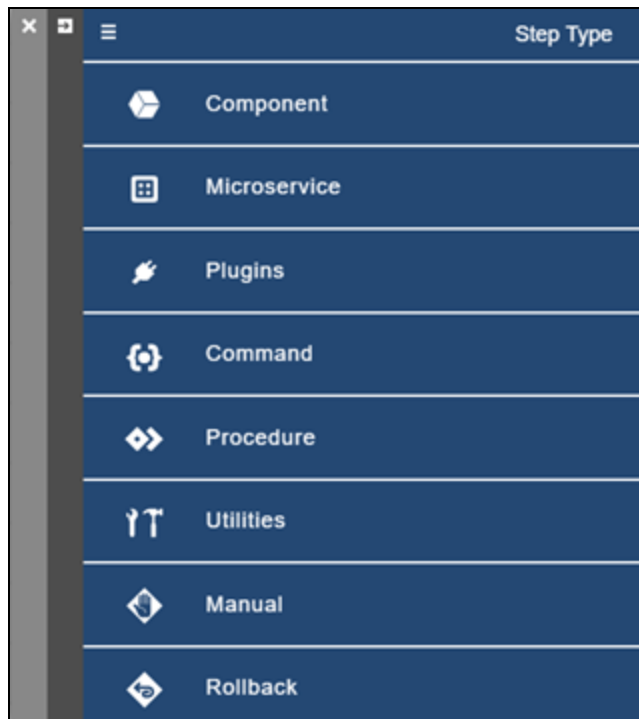 Step Type
Component
Microservice
Plugins
Command
Procedure
Utilities
Manual
Rollback